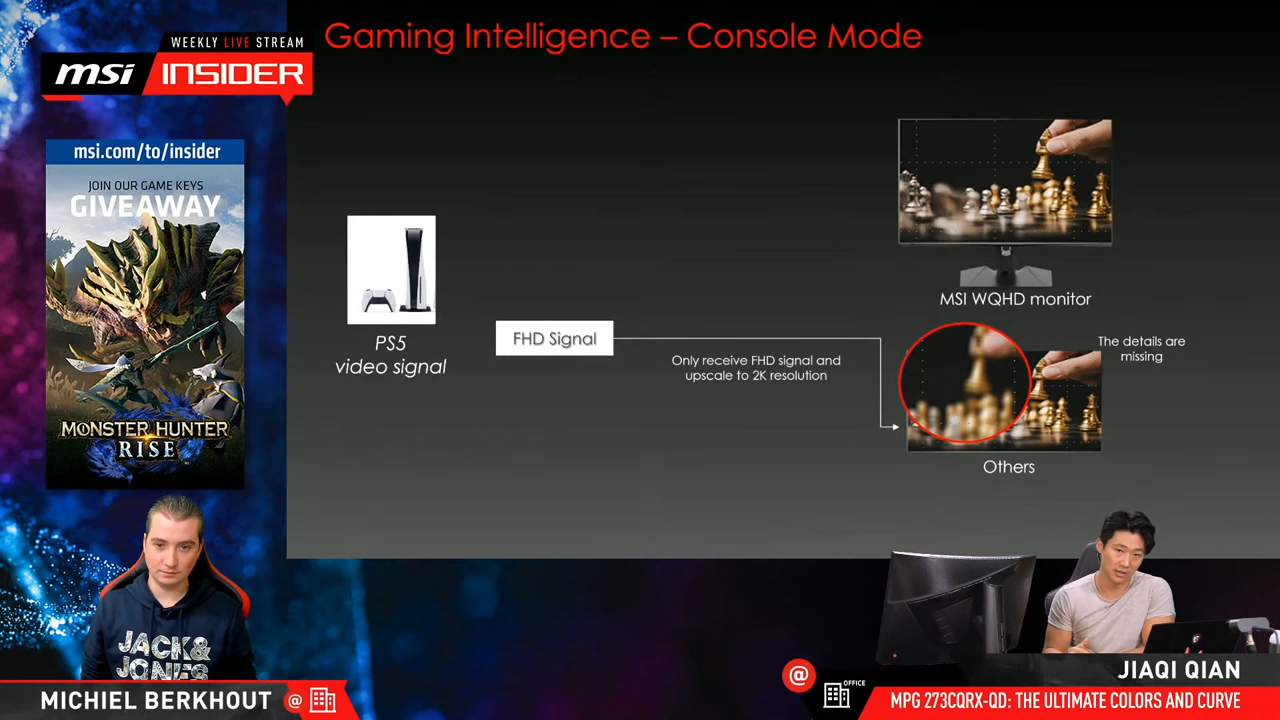 WEEKLY LIVE STREAM
msi INSIDER
Gaming Intelligence – Console Mode
msi.com/to/insider
JOIN OUR GAME KEYS
GIVEAWAY
MONSTER HUNTER
RISE
PS5
video signal
FHD Signal
Only receive FHD signal and
upscale to 2K resolution
MSI WQHD monitor
The details are
missing
Others
JACK&
JONES
MICHIEL BERKHOUT @
@ OFFICE
JIAQI QIAN
MPG 273CQRX-QD: THE ULTIMATE COLORS AND CURVE